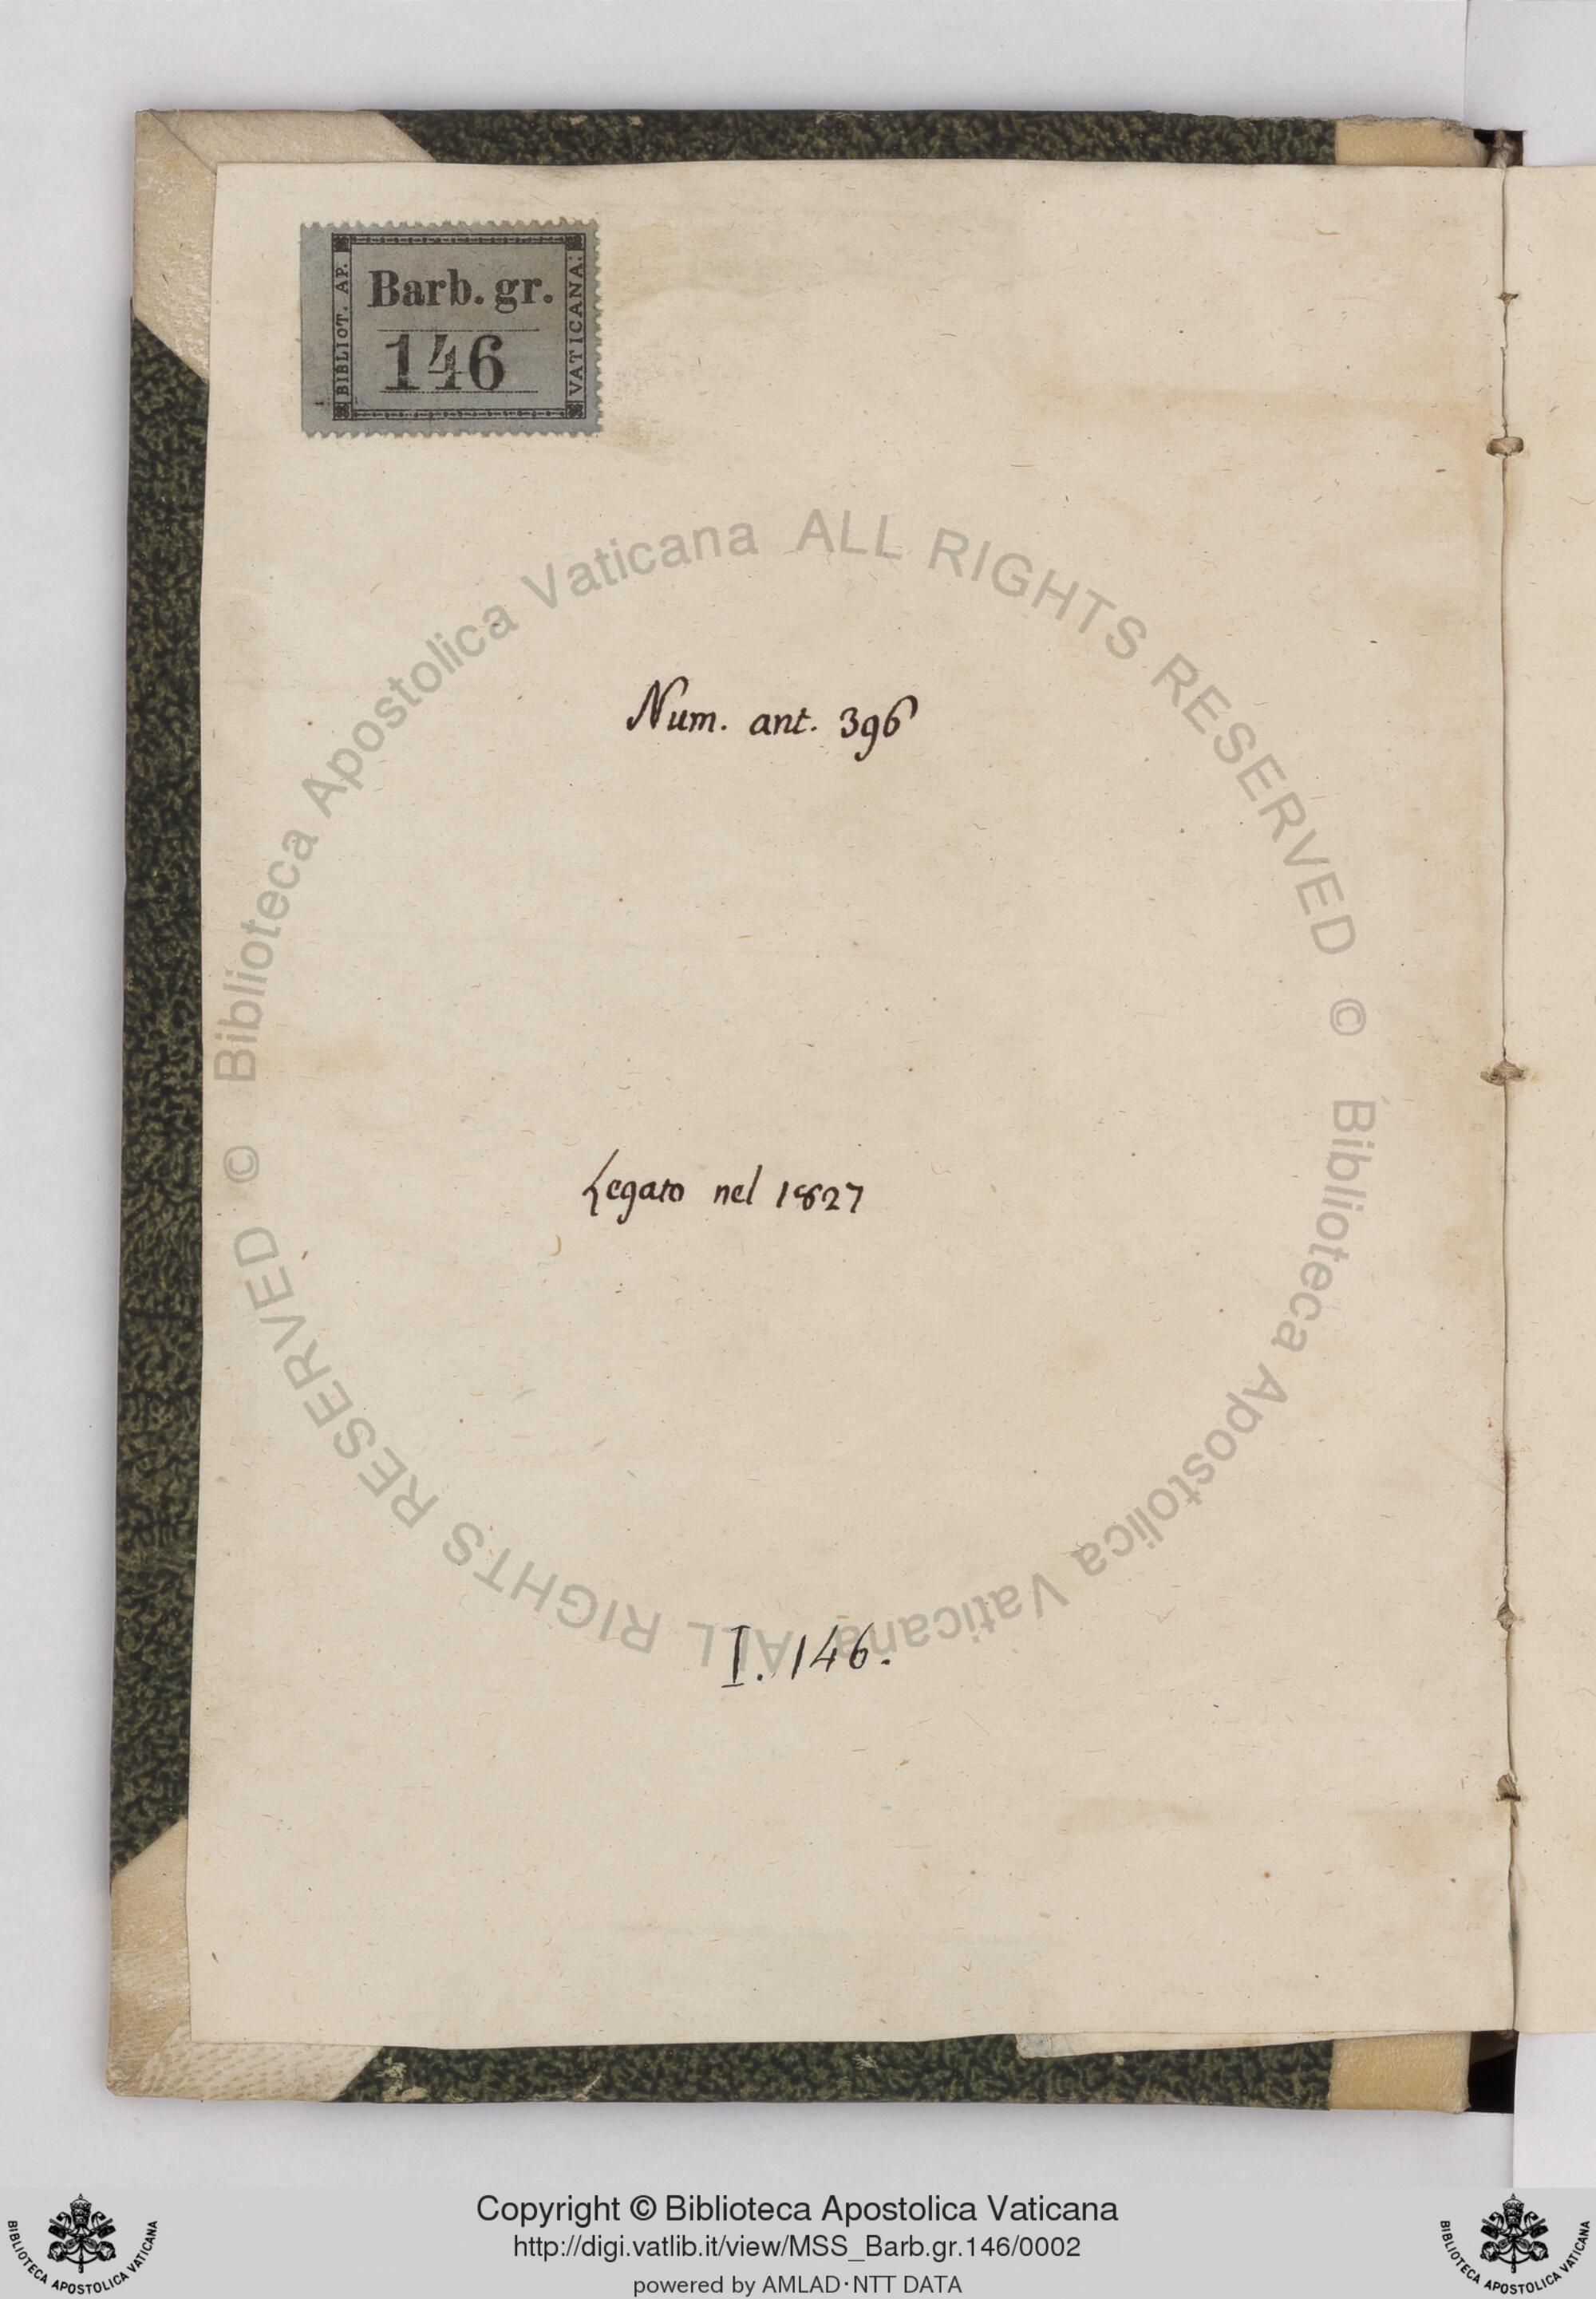 BIBLIOT. AP.
Barb. gr.
146
VATICANA
Num. ant. 396
Legato nel 1827
I. 146.
© Biblioteca Apostolica Vaticana ALL RIGHTS RESERVED
© Biblioteca Apostolica Vaticana ALL RIGHTS RESERVED
Copyright © Biblioteca Apostolica Vaticana
http://digi.vatlib.it/view/MSS_Barb.gr.146/0002
powered by AMLAD·NTT DATA
BIBLIOTECA APOSTOLICA VATICANA
BIBLIOTECA APOSTOLICA VATICANA